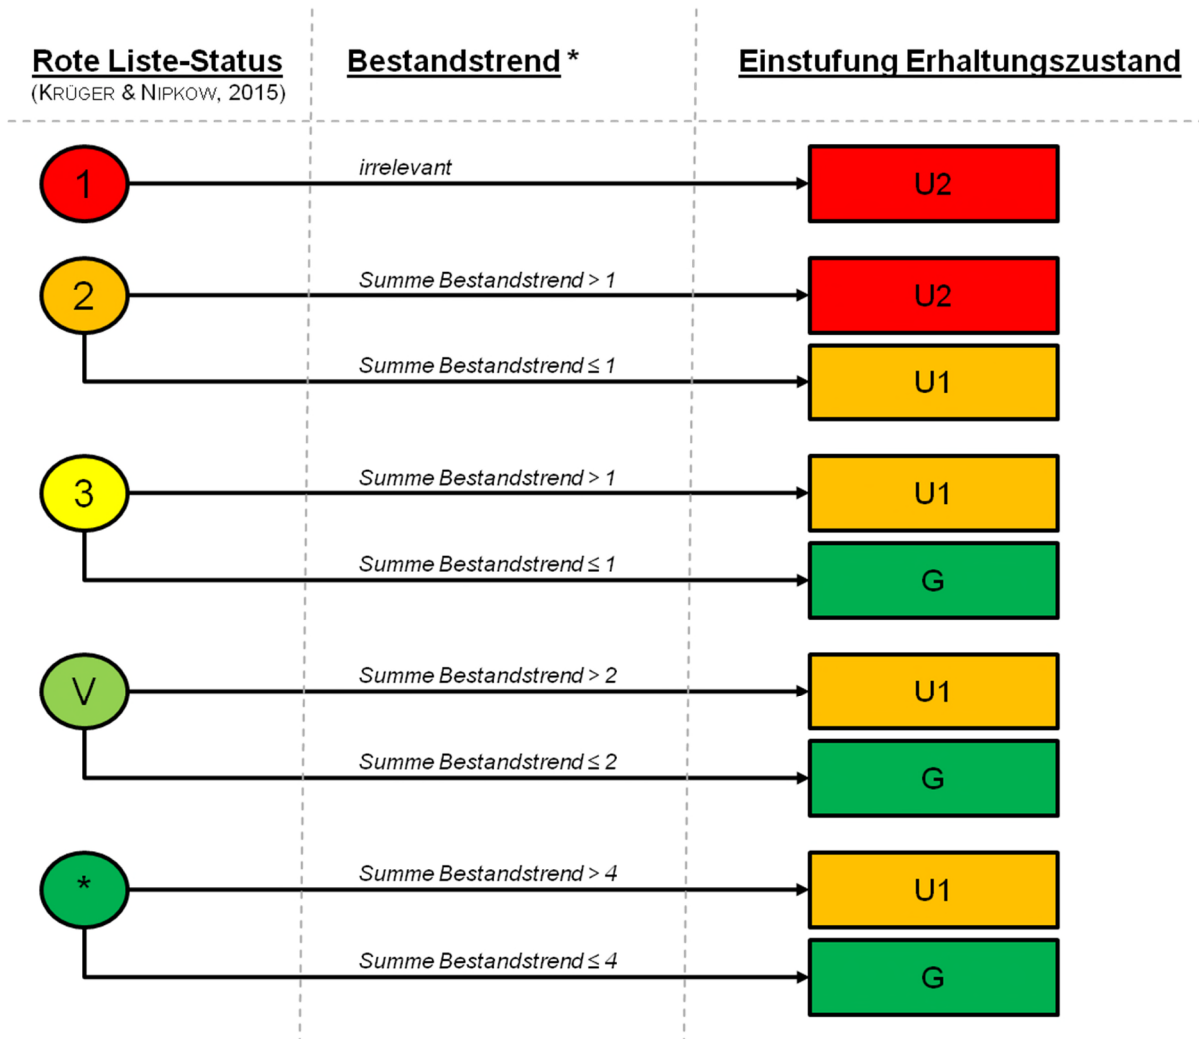 Rote Liste-Status
Bestandstrend *
Einstufung Erhaltungszustand
(KRÜGER & NIPKOW, 2015)
1
irrelevant
U2
2
Summe Bestandstrend > 1
U2
Summe Bestandstrend ≤ 1
U1
3
Summe Bestandstrend > 1
U1
Summe Bestandstrend ≤ 1
G
V
Summe Bestandstrend > 2
U1
Summe Bestandstrend ≤ 2
G
*
Summe Bestandstrend > 4
U1
Summe Bestandstrend ≤ 4
G